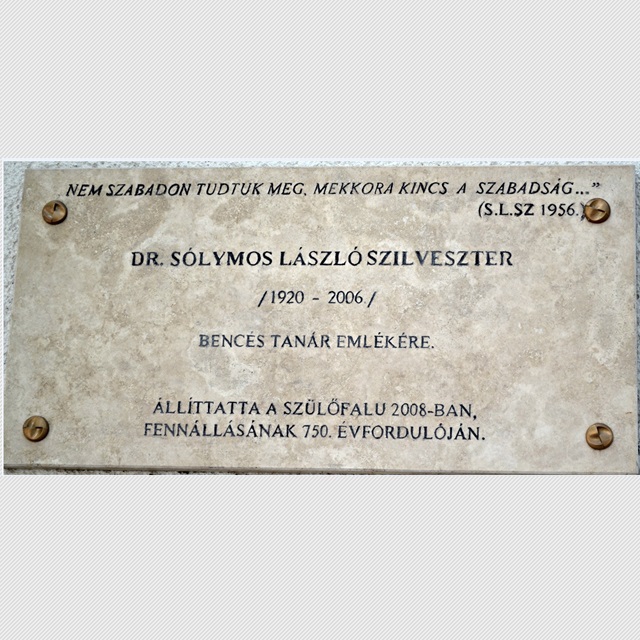 NEM SZABADON TUDTUK MEG, MEKKORA KINCS A SZABADSÁG..."
(S.L.SZ 1956.)
DR. SÓLYMOS LÁSZLÓ SZILVESZTER
/1920 - 2006/
BENCÉS TANÁR EMLÉKÉRE.
ÁLLÍTTATTA A SZÜLŐFALU 2008-BAN,
FENNÁLLÁSÁNAK 750. ÉVFORDULÓJÁN.